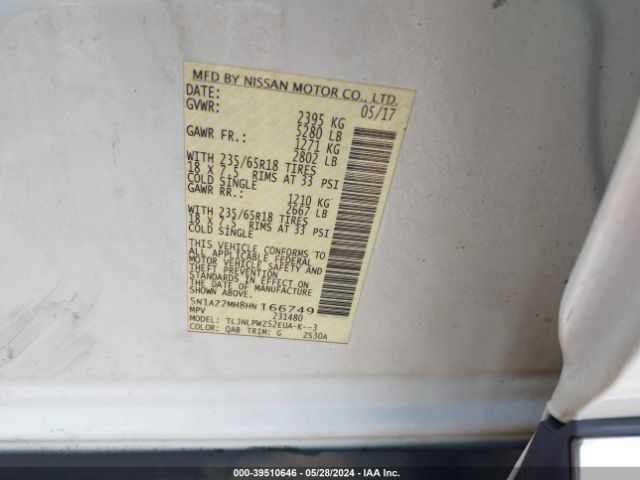 MFD BY NISSAN MOTOR CO., LTD.
DATE: 05/17
GVWR: 2395 KG
5280 LB
GAWR FR.: 1271 KG
2802 LB
WITH 235/65R18 TIRES
18 X 7.5 RIMS AT 33 PSI
COLD SINGLE
GAWR RR.: 1210 KG
2667 LB
WITH 235/65R18 TIRES
18 X 7.5 RIMS AT 33 PSI
COLD SINGLE
THIS VEHICLE CONFORMS TO
ALL APPLICABLE FEDERAL
MOTOR VEHICLE SAFETY AND
THEFT PREVENTION
STANDARDS IN EFFECT ON
THE DATE OF MANUFACTURE
SHOWN ABOVE.
5N1AZ2MH8HN166749
MPV 231480
MODEL: TLJNLPWZ52EUA-K--3
COLOR: QAB TRIM: G Z530A
000-39510646 - 05/28/2024 - IAA Inc.